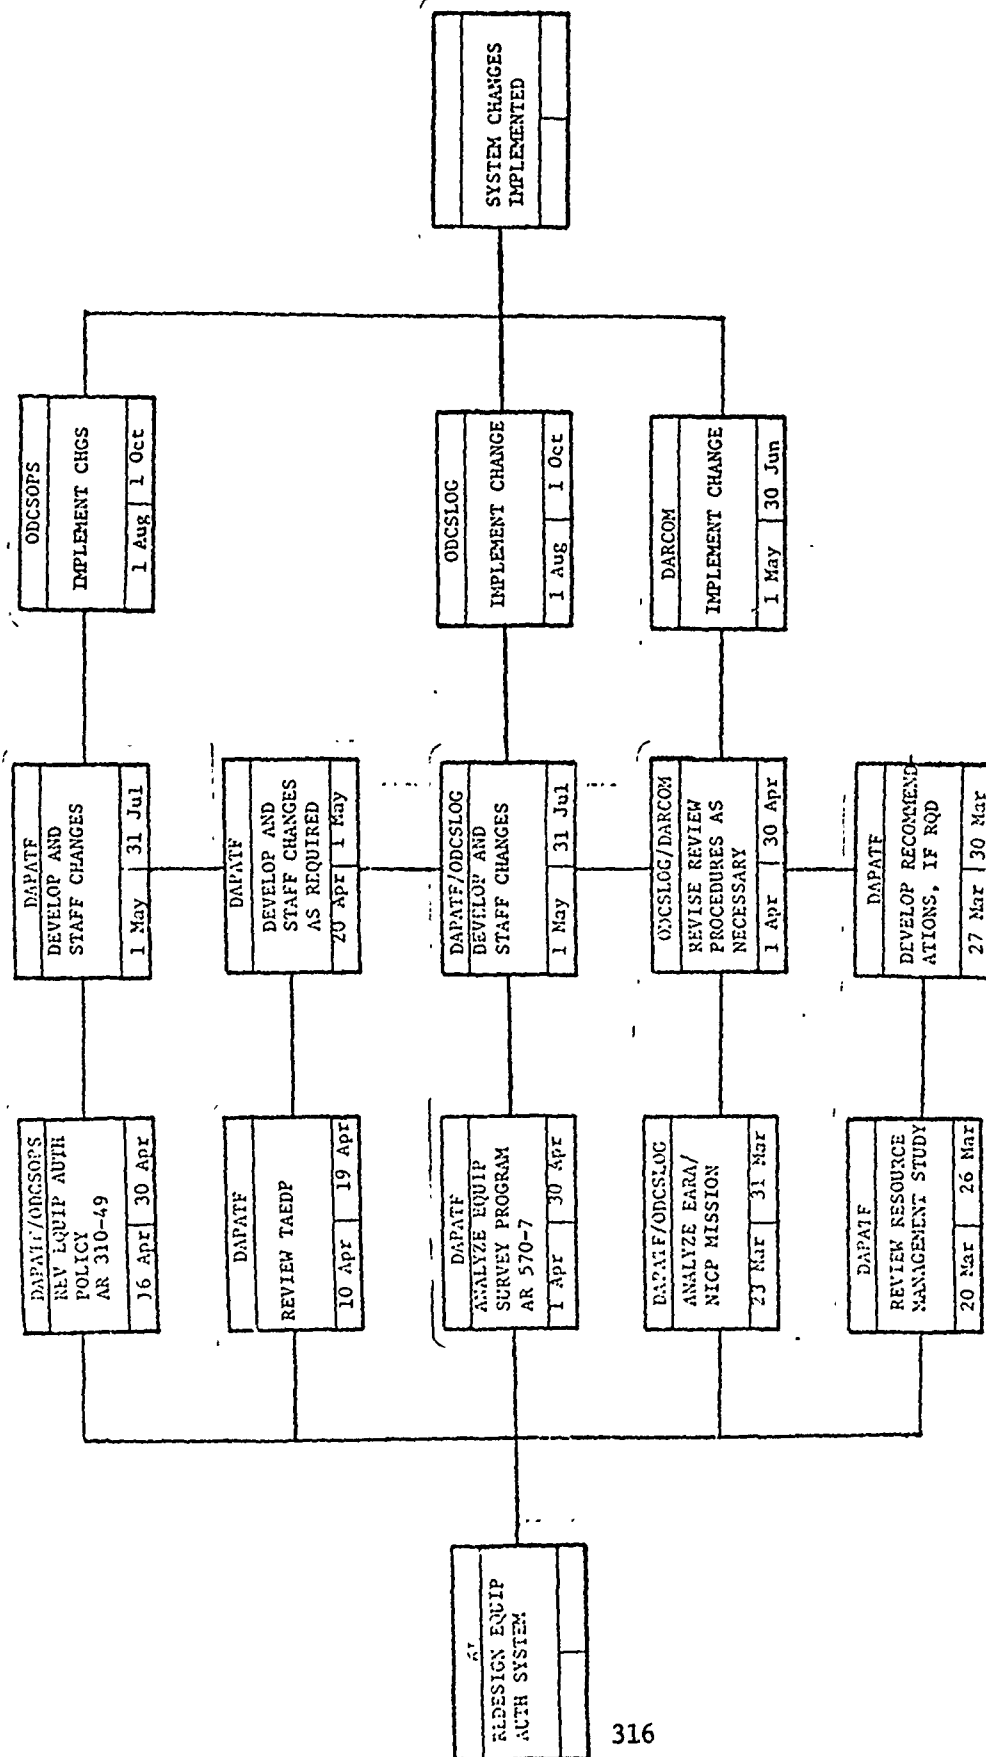 REDESIGN EQUIP
AUTH SYSTEM
DAPATF/ODCSOPS
REV EQUIP AUTH
POLICY
AR 310-49
16 Apr 30 Apr
DAPATF
REVIEW TAEDP
10 Apr 19 Apr
DAPATF
ANALYZE EQUIP
SURVEY PROGRAM
AR 570-7
1 Apr 30 Apr
DAPATF/ODCSLOG
ANALYZE EARA/
NICP MISSION
23 Mar 31 Mar
DAPATF
REVIEW RESOURCE
MANAGEMENT STUDY
20 Mar 26 Mar
DAPATF
DEVELOP AND
STAFF CHANGES
1 May 31 Jul
DAPATF
DEVELOP AND
STAFF CHANGES
AS REQUIRED
20 Apr 1 May
DAPATF/ODCSLOG
DEVELOP AND
STAFF CHANGES
1 May 31 Jul
ODCSLOG/DARCOM
REVISE REVIEW
PROCEDURES AS
NECESSARY
1 Apr 30 Apr
DAPATF
DEVELOP RECOMMEND-
ATIONS, IF RQD
27 Mar 30 Mar
ODCSOPS
IMPLEMENT CHGS
1 Aug 1 Oct
ODCSLOG
IMPLEMENT CHANGE
1 Aug 1 Oct
DARCOM
IMPLEMENT CHANGE
1 May 30 Jun
SYSTEM CHANGES
IMPLEMENTED
316